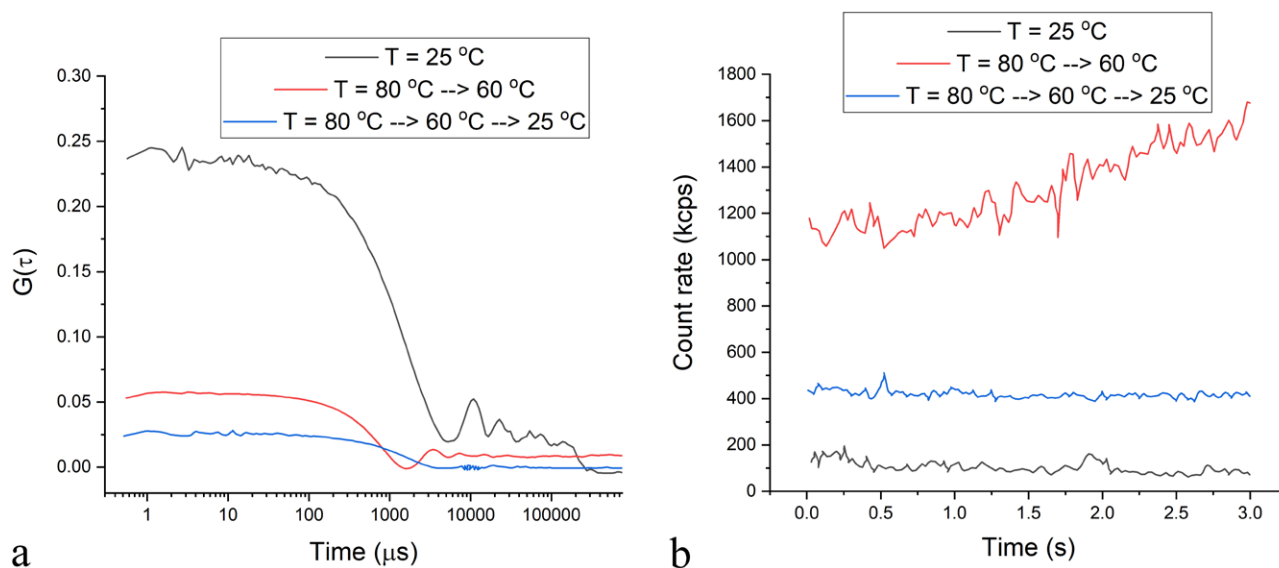 T = 25 °C
T = 80 °C --> 60 °C
T = 80 °C --> 60 °C --> 25 °C
0.30
0.25
0.20
0.15
0.10
0.05
0.00
G(τ)
1 10 100 1000 10000 100000
Time (μs)
a
T = 25 °C
T = 80 °C --> 60 °C
T = 80 °C --> 60 °C --> 25 °C
1800
1600
1400
1200
1000
800
600
400
200
0
Count rate (kcps)
0.0 0.5 1.0 1.5 2.0 2.5 3.0
Time (s)
b